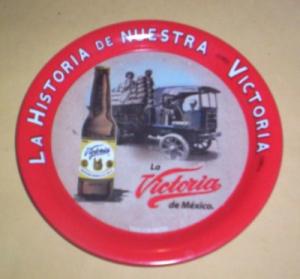 LA HISTORIA DE NUESTRA VICTORIA
Victoria
La
Victoria
de México.